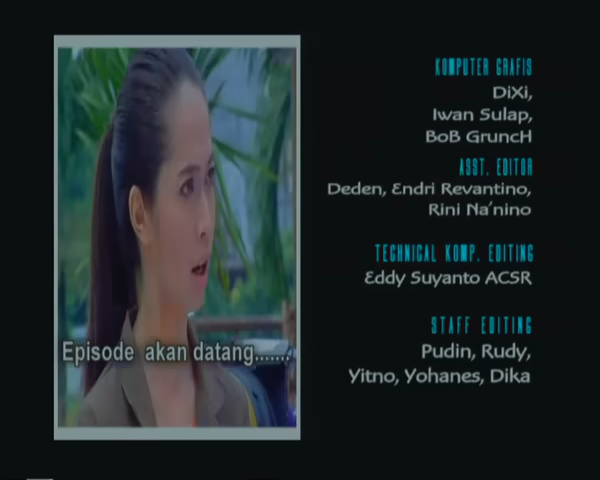 Episode akan datang.......
KOMPUTER GRAFIS
DiXi,
Iwan Sulap,
BoB GruncH
ASST. EDITOR
Deden, Endri Revantino,
Rini Na'nino
TECHNICAL KOMP. EDITING
Eddy Suyanto ACSR
STAFF EDITING
Pudin, Rudy,
Yitno, Yohanes, Dika